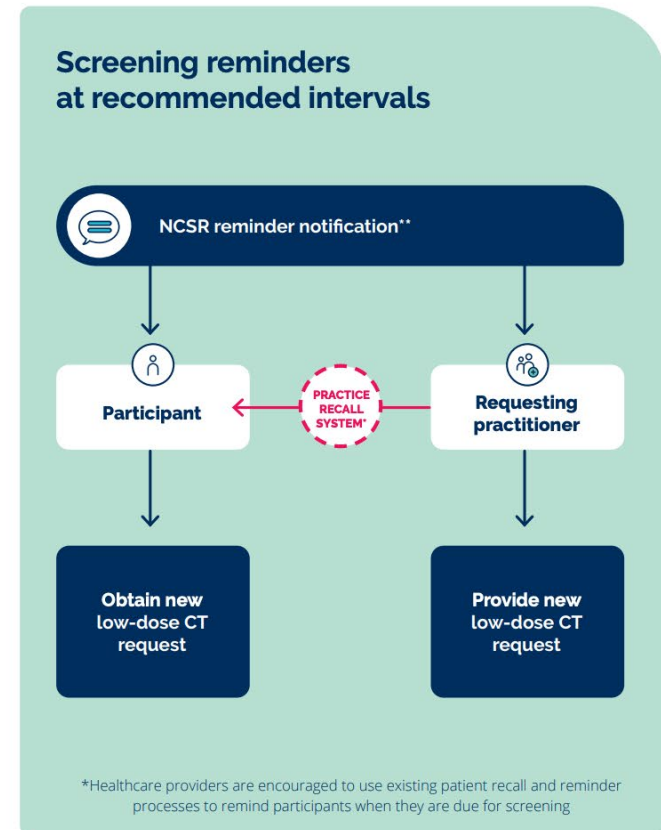 Screening reminders
at recommended intervals
NCSR reminder notification**
Participant
PRACTICE
RECALL
SYSTEM*
Requesting
practitioner
Obtain new
low-dose CT
request
Provide new
low-dose CT
request
*Healthcare providers are encouraged to use existing patient recall and reminder
processes to remind participants when they are due for screening